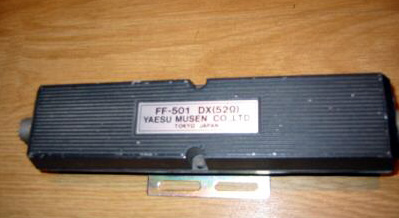 FF-501 DX(520)
YAESU MUSEN CO. LTD.
TOKYO JAPAN